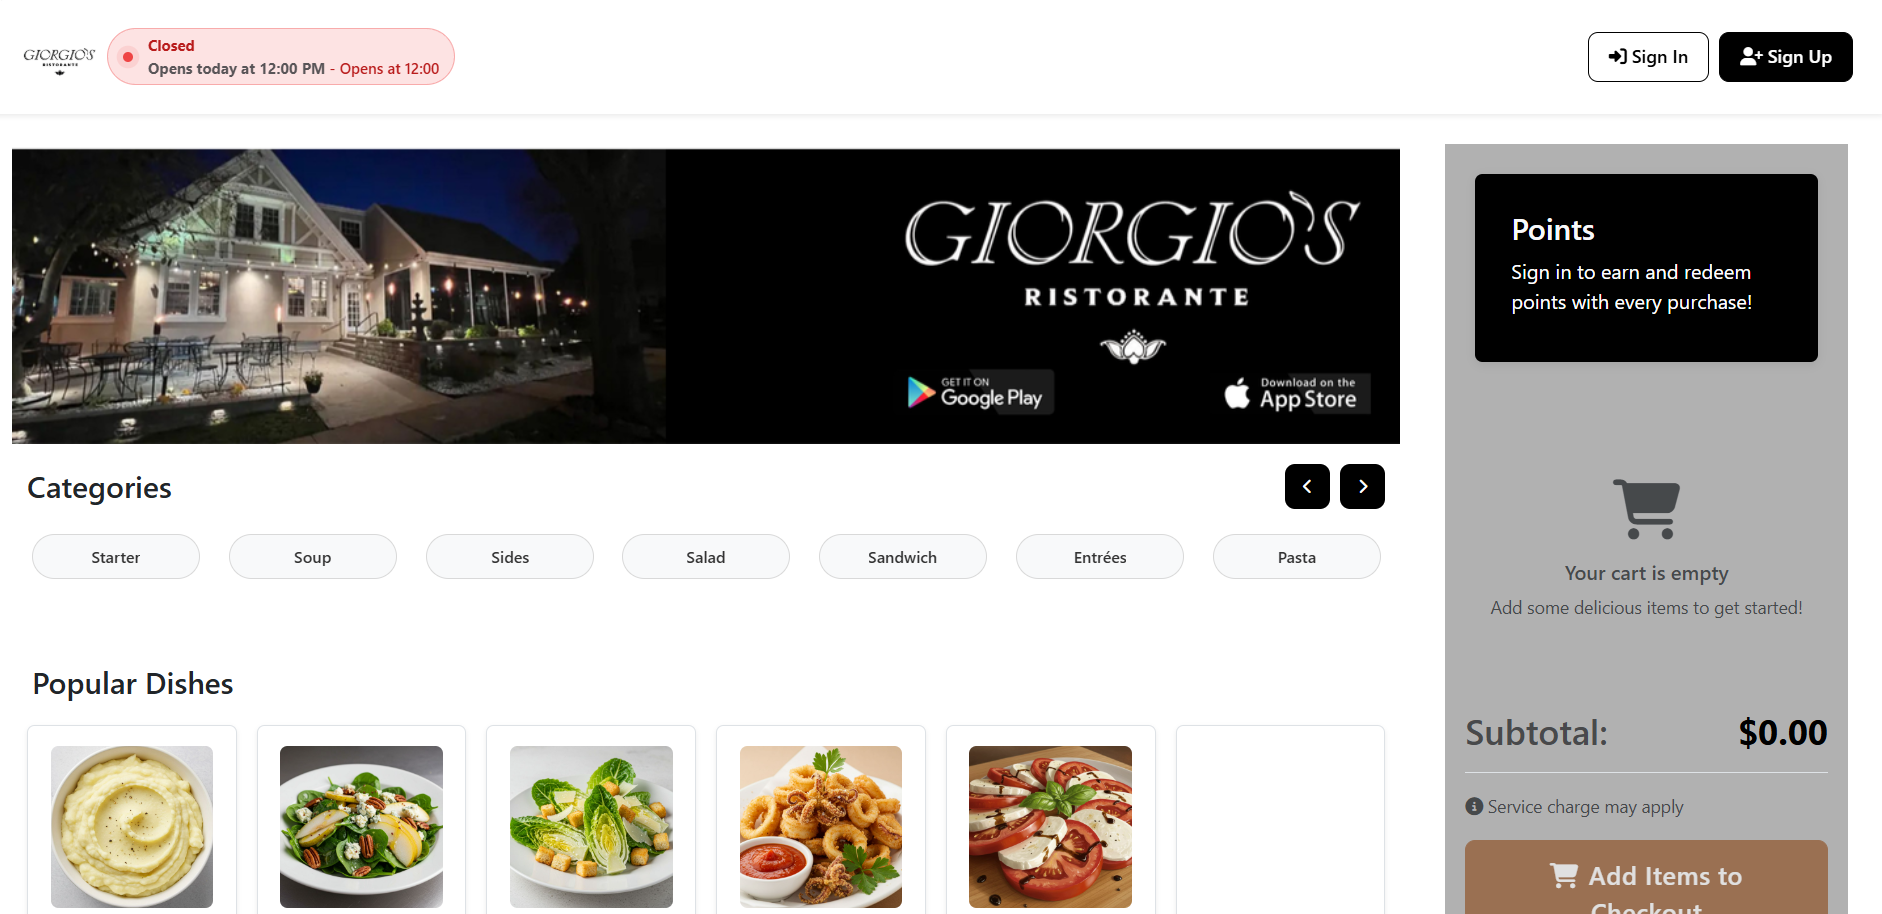 GIORGIO'S
RISTORANTE
Closed
Opens today at 12:00 PM - Opens at 12:00
Sign In
Sign Up
GIORGIO'S
RISTORANTE
GET IT ON
Google Play
Download on the
App Store
Points
Sign in to earn and redeem
points with every purchase!
Categories
Starter
Soup
Sides
Salad
Sandwich
Entrées
Pasta
Your cart is empty
Add some delicious items to get started!
Popular Dishes
Subtotal:
$0.00
Service charge may apply
Add Items to
Checkout